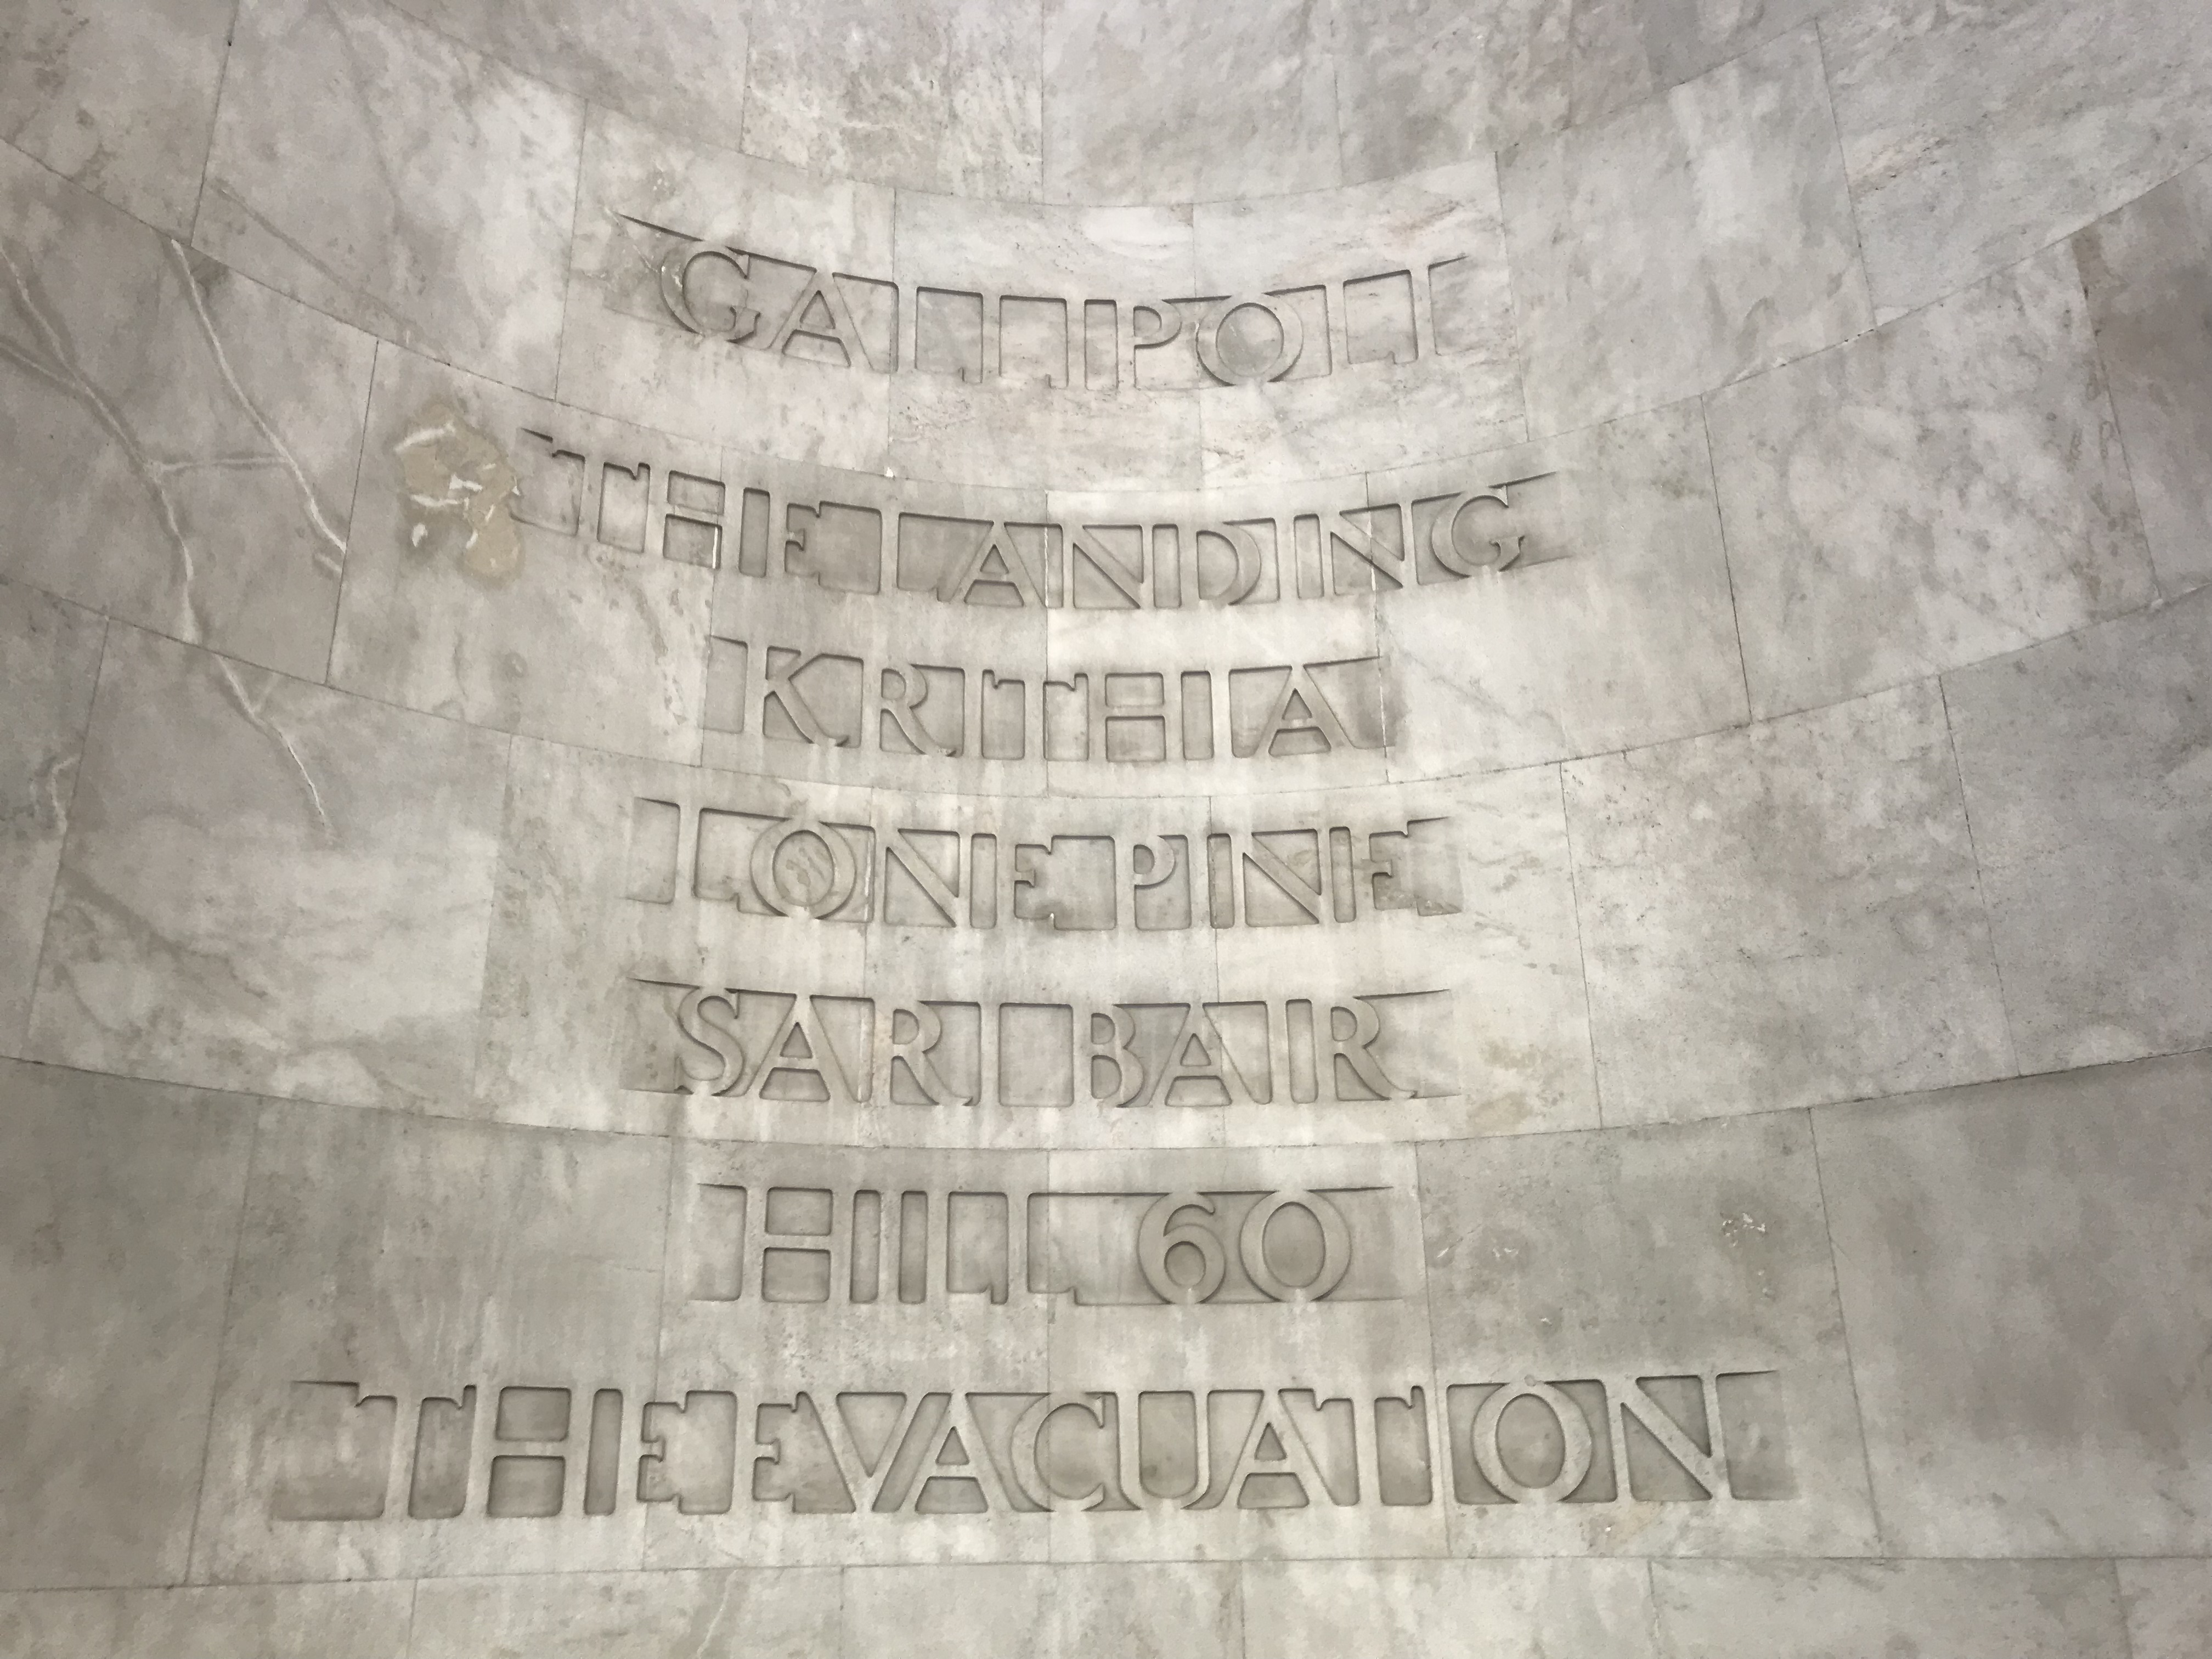 GALLIPOLI
THE LANDING
KRITHIA
LONE PINE
SARI BAIR
HILL 60
THE EVACUATION